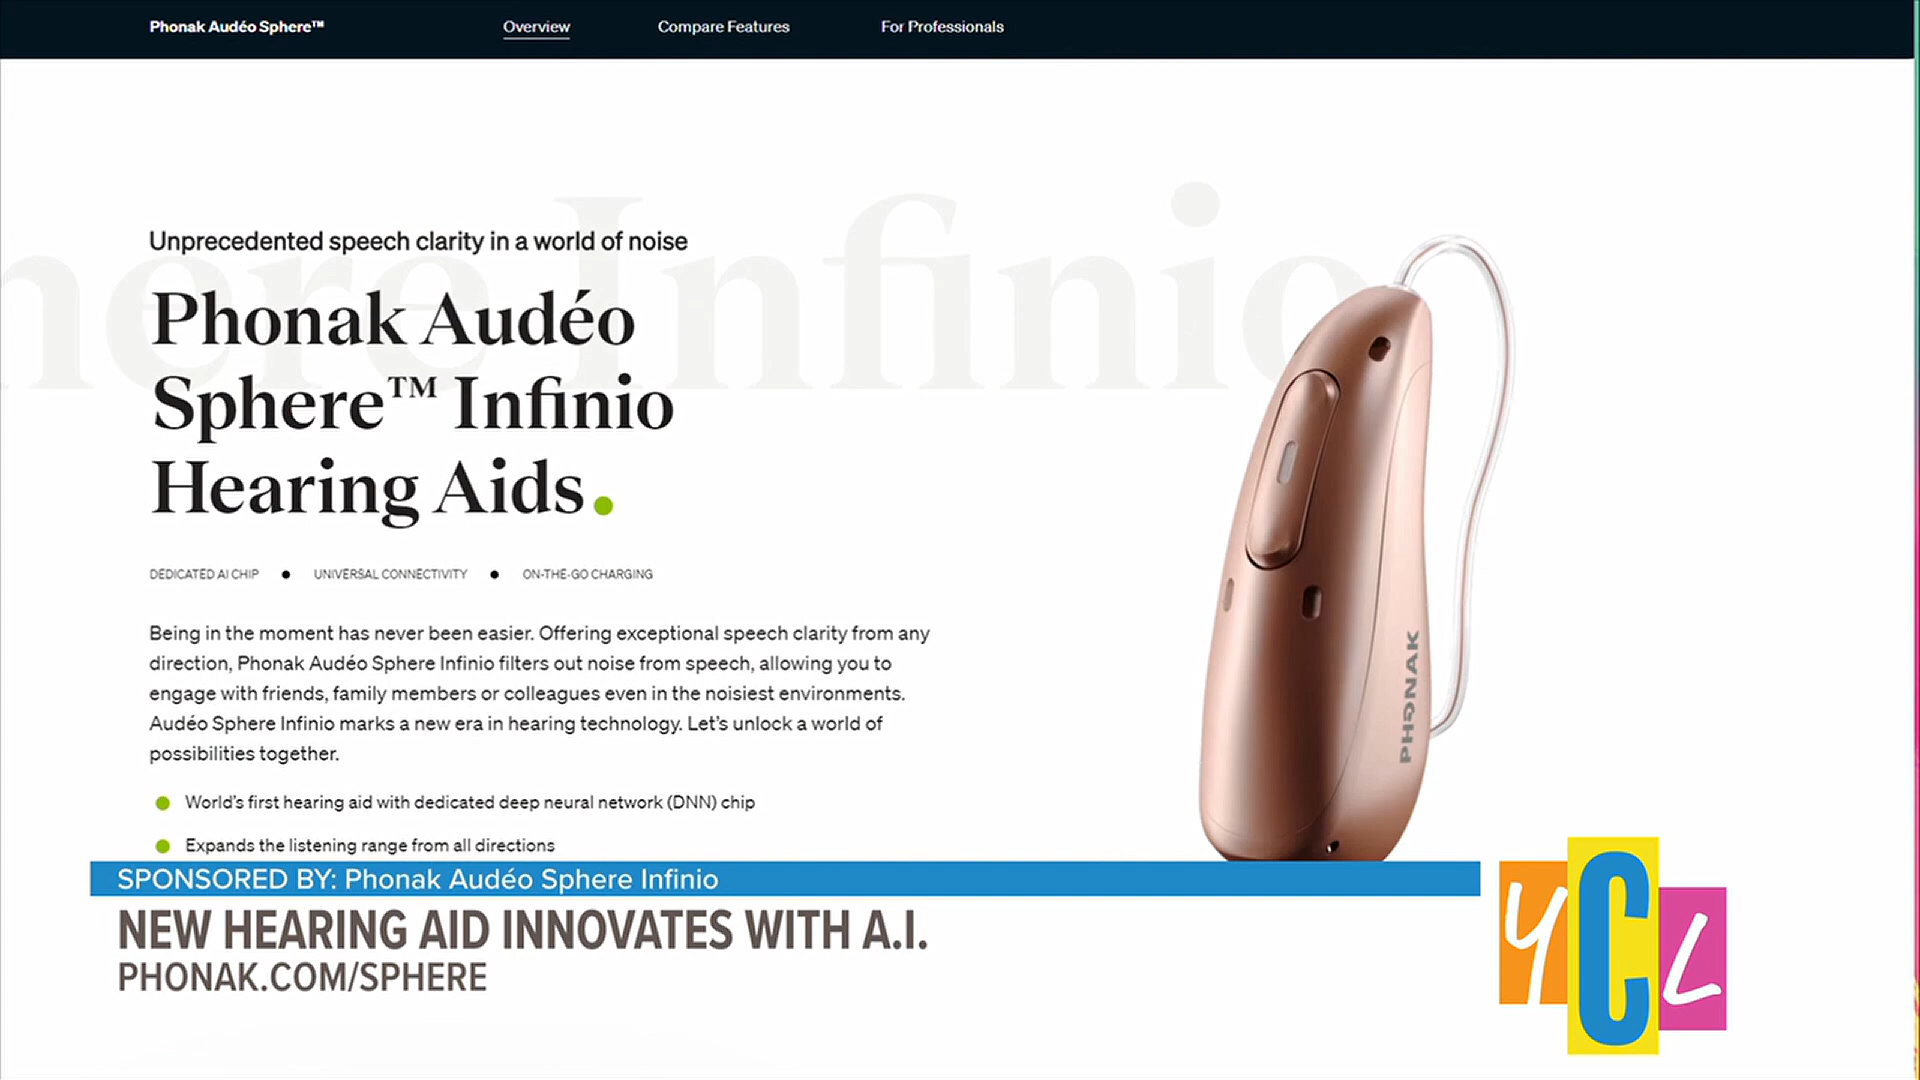 Phonak Audéo Sphere™
Overview
Compare Features
For Professionals
here Infinio
Unprecedented speech clarity in a world of noise
Phonak Audéo
Sphere™ Infinio
Hearing Aids.
DEDICATED AI CHIP • UNIVERSAL CONNECTIVITY • ON-THE-GO CHARGING
Being in the moment has never been easier. Offering exceptional speech clarity from any
direction, Phonak Audéo Sphere Infinio filters out noise from speech, allowing you to
engage with friends, family members or colleagues even in the noisiest environments.
Audéo Sphere Infinio marks a new era in hearing technology. Let's unlock a world of
possibilities together.
World's first hearing aid with dedicated deep neural network (DNN) chip
Expands the listening range from all directions
PHONAK
SPONSORED BY: Phonak Audéo Sphere Infinio
NEW HEARING AID INNOVATES WITH A.I.
PHONAK.COM/SPHERE
YCL